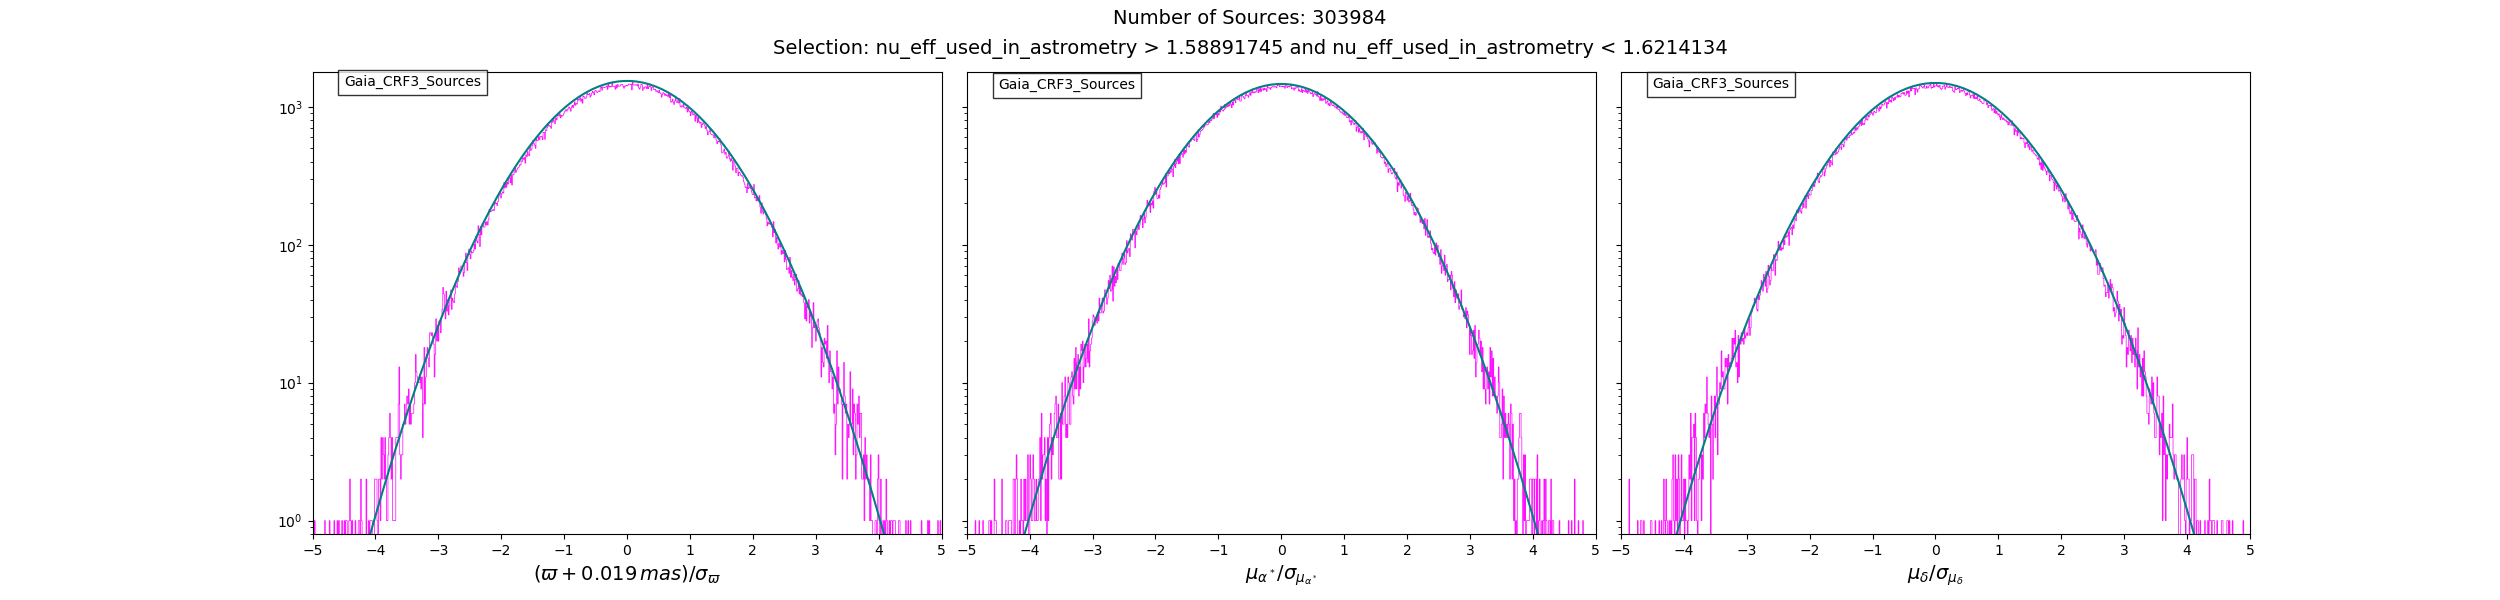 Number of Sources: 303984
Selection: nu_eff_used_in_astrometry > 1.58891745 and nu_eff_used_in_astrometry < 1.6214134
Gaia_CRF3_Sources
Gaia_CRF3_Sources
Gaia_CRF3_Sources
10³
10²
10¹
10⁰
−5 −4 −3 −2 −1 0 1 2 3 4 5
−5 −4 −3 −2 −1 0 1 2 3 4 5
−5 −4 −3 −2 −1 0 1 2 3 4 5
(ϖ + 0.019 mas)/σ_ϖ
μ_α*/σ_μ_α*
μ_δ/σ_μ_δ